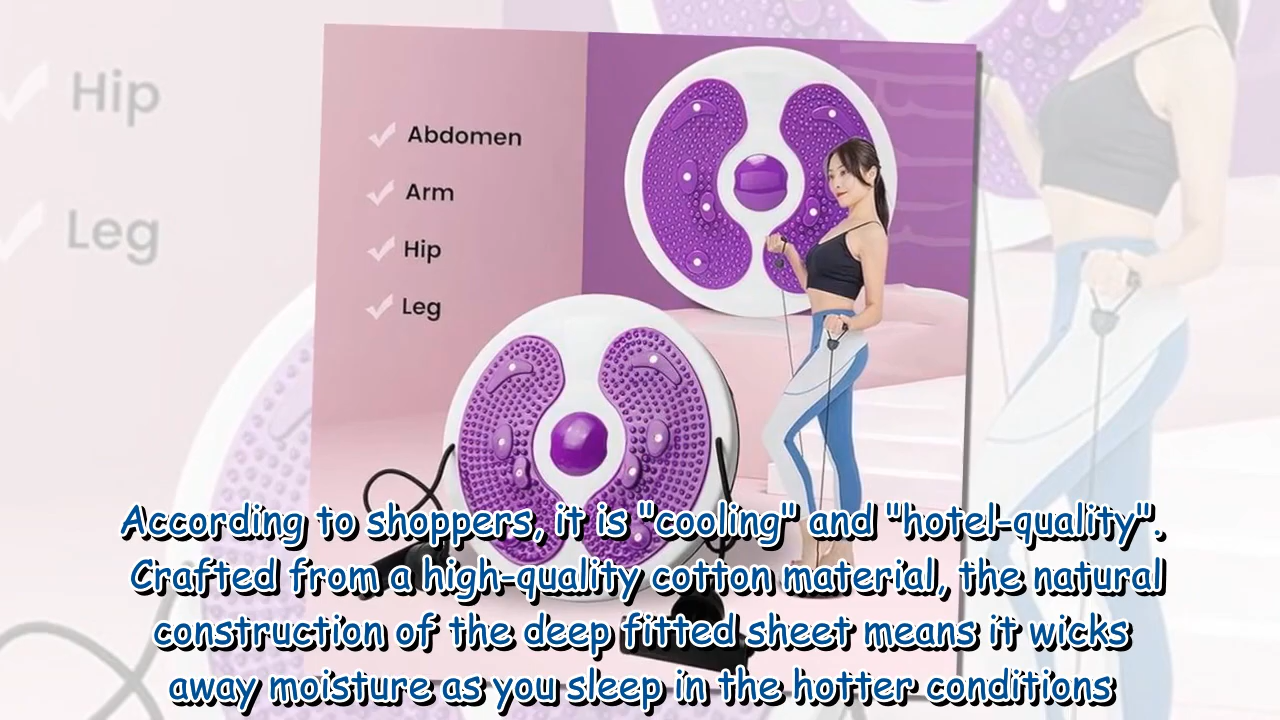 Hip
Leg
Abdomen
Arm
Hip
Leg
According to shoppers, it is "cooling" and "hotel-quality".
Crafted from a high-quality cotton material, the natural
construction of the deep fitted sheet means it wicks
away moisture as you sleep in the hotter conditions